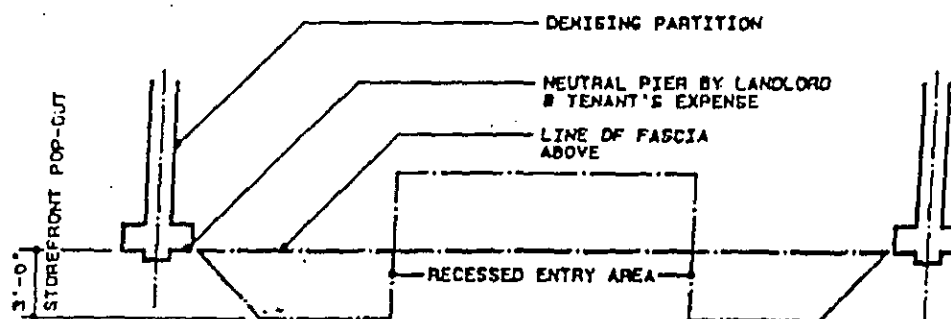 DEMISING PARTITION
NEUTRAL PIER BY LANDLORD
@ TENANT'S EXPENSE
LINE OF FASCIA
ABOVE
RECESSED ENTRY AREA
STOREFRONT POP-OUT
3'-0"